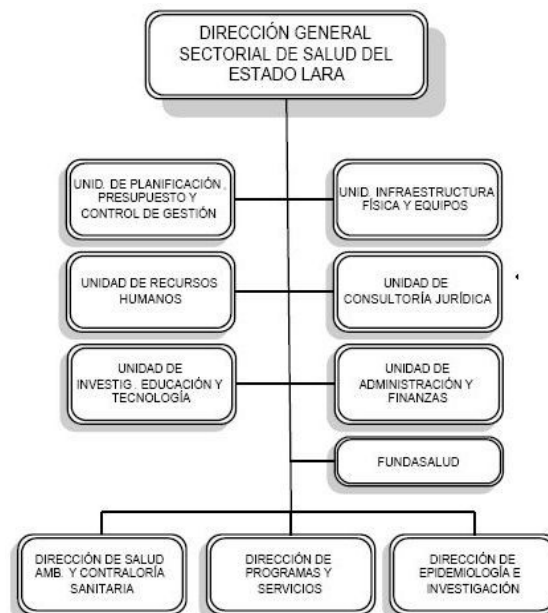 DIRECCIÓN GENERAL
SECTORIAL DE SALUD DEL
ESTADO LARA
UNID. DE PLANIFICACIÓN,
PRESUPUESTO Y
CONTROL DE GESTIÓN
UNID. INFRAESTRUCTURA
FÍSICA Y EQUIPOS
UNIDAD DE RECURSOS
HUMANOS
UNIDAD DE
CONSULTORÍA JURÍDICA
UNIDAD DE
INVESTIG. EDUCACIÓN Y
TECNOLOGÍA
UNIDAD DE
ADMINISTRACIÓN Y
FINANZAS
FUNDASALUD
DIRECCIÓN DE SALUD
AMB. Y CONTRALORÍA
SANITARIA
DIRECCIÓN DE
PROGRAMAS Y
SERVICIOS
DIRECCIÓN DE
EPIDEMIOLOGÍA E
INVESTIGACIÓN